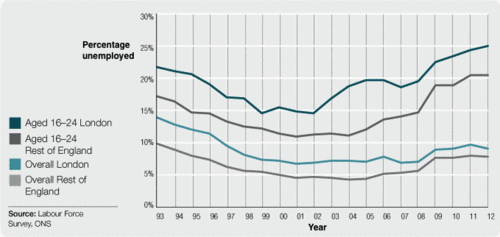 Percentage
unemployed
30%
25%
20%
15%
10%
5%
0%
93 94 95 96 97 98 99 00 01 02 03 04 05 06 07 08 09 10 11 12
Year
Aged 16–24 London
Aged 16–24
Rest of England
Overall London
Overall Rest of
England
Source: Labour Force
Survey, ONS